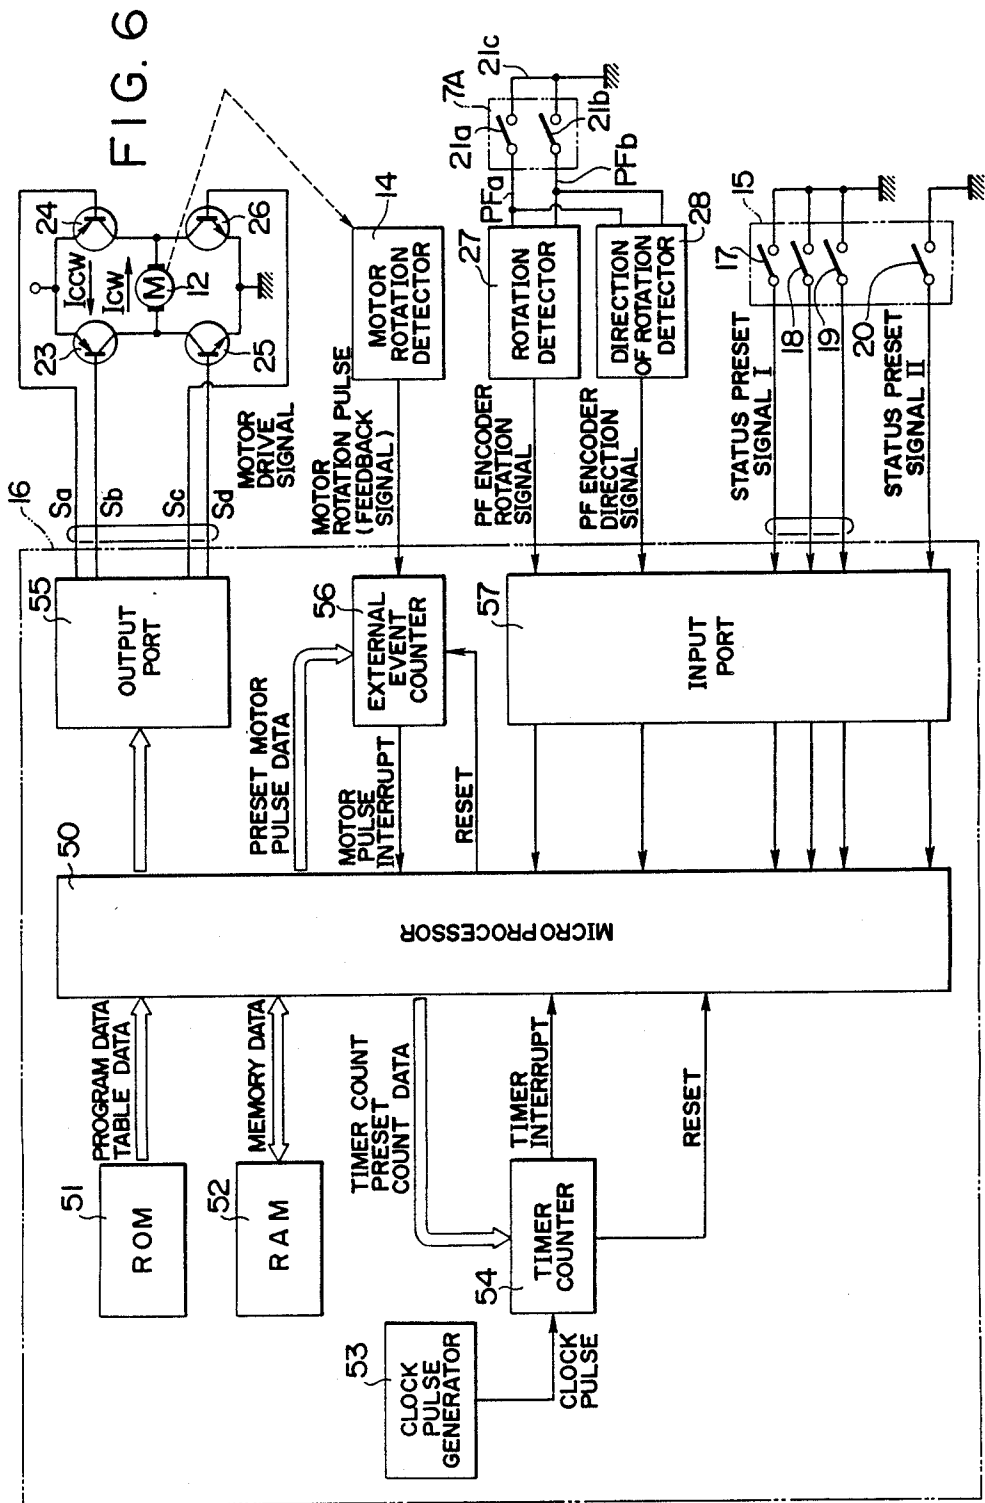 FIG. 6
16
55
OUTPUT
PORT
Sa
Sb
Sc
Sd
MOTOR
DRIVE
SIGNAL
23
24
25
26
ICCW
ICW
M
12
50
MICROPROCESSOR
PROGRAM DATA
TABLE DATA
51
ROM
MEMORY DATA
52
RAM
TIMER COUNT
PRESET
COUNT DATA
53
CLOCK
PULSE
GENERATOR
CLOCK
PULSE
54
TIMER
COUNTER
TIMER
INTERRUPT
RESET
PRESET MOTOR
PULSE DATA
56
EXTERNAL
EVENT
COUNTER
MOTOR
PULSE
INTERRUPT
RESET
MOTOR
ROTATION PULSE
(FEEDBACK
SIGNAL)
14
MOTOR
ROTATION
DETECTOR
57
INPUT
PORT
PF ENCODER
ROTATION
SIGNAL
27
ROTATION
DETECTOR
PFa
PFb
7A
21a
21b
21c
PF ENCODER
DIRECTION
SIGNAL
28
DIRECTION
OF ROTATION
DETECTOR
STATUS PRESET
SIGNAL I
15
17
18
19
20
STATUS PRESET
SIGNAL II